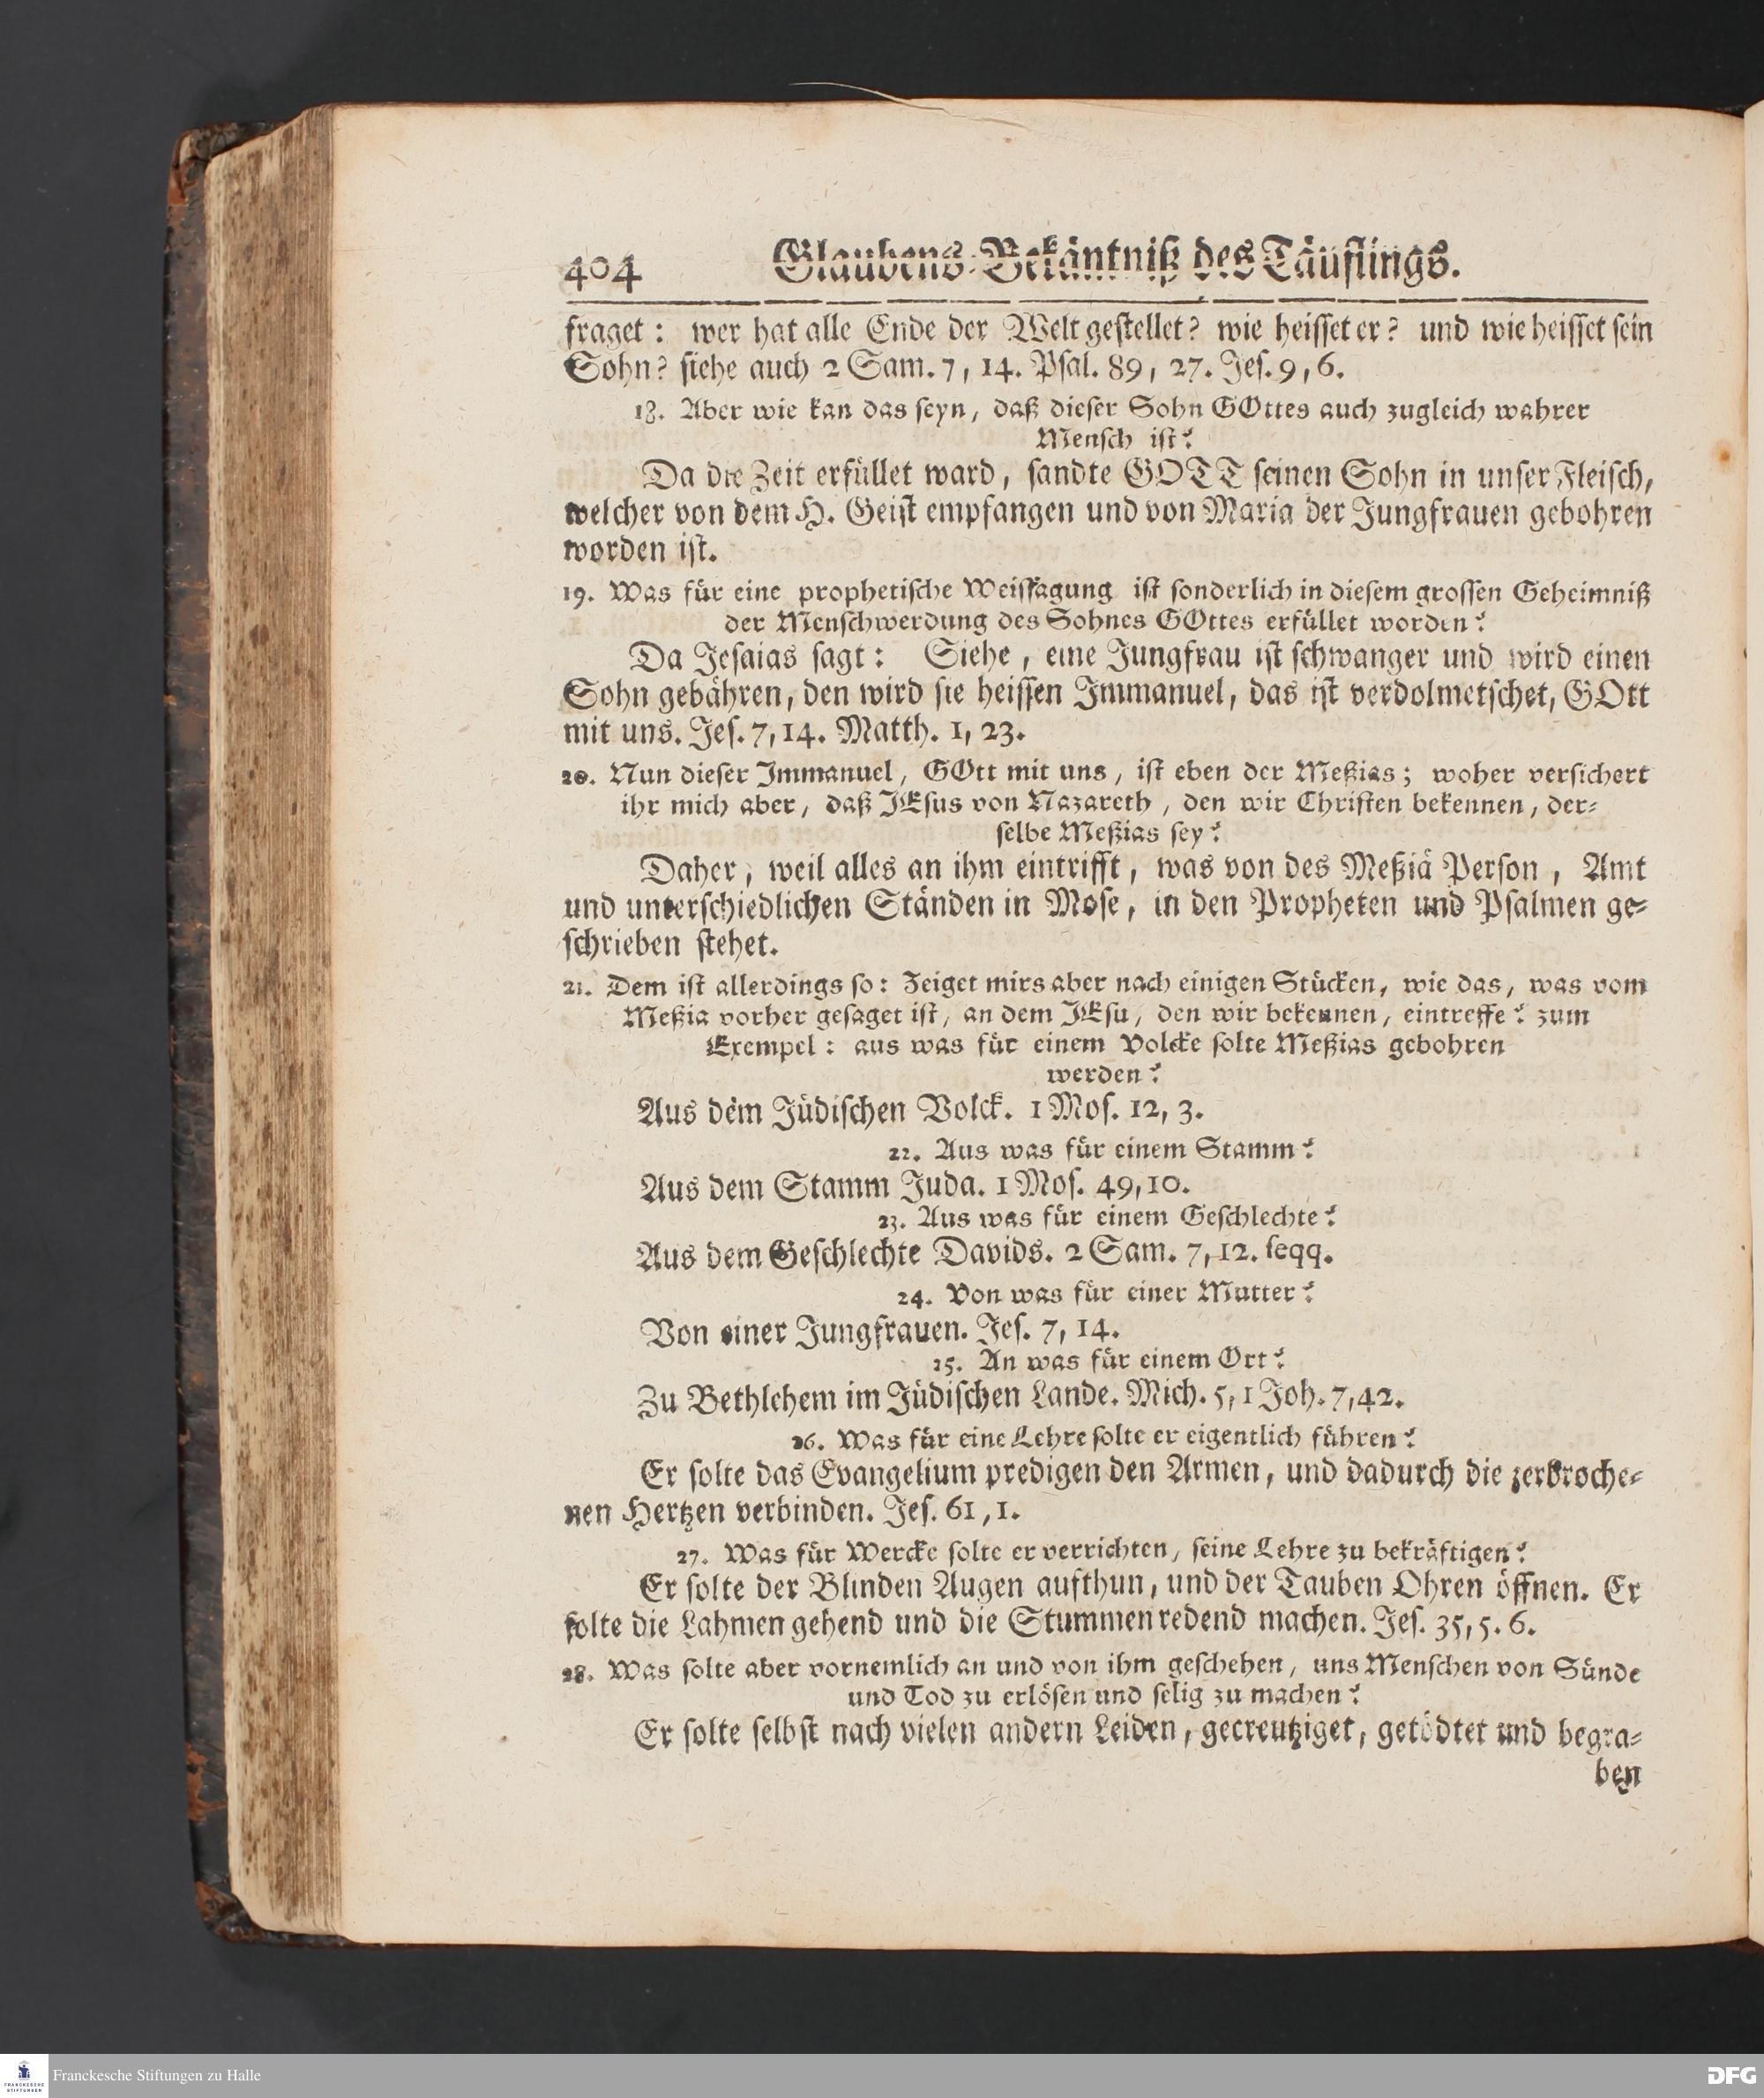 404 Glaubens-Bekäntniß des Täuflings.
fraget: wer hat alle Ende der Welt gestellet? wie heisset er? und wie heisset sein
Sohn? siehe auch 2 Sam. 7, 14. Psal. 89, 27. Jes. 9, 6.
18. Aber wie kan das seyn, daß dieser Sohn GOttes auch zugleich wahrer
Mensch ist?
Da die Zeit erfüllet ward, sandte GOTT seinen Sohn in unser Fleisch,
welcher von dem H. Geist empfangen und von Maria der Jungfrauen gebohren
worden ist.
19. Was für eine prophetische Weissagung ist sonderlich in diesem grossen Geheimniß
der Menschwerdung des Sohnes GOttes erfüllet worden?
Da Jesaias sagt: Siehe, eine Jungfrau ist schwanger und wird einen
Sohn gebähren, den wird sie heissen Immanuel, das ist verdolmetschet, GOtt
mit uns. Jes. 7, 14. Matth. 1, 23.
20. Nun dieser Immanuel, GOtt mit uns, ist eben der Meßias; woher versichert
ihr mich aber, daß JEsus von Nazareth, den wir Christen bekennen, der-
selbe Meßias sey?
Daher, weil alles an ihm eintrifft, was von des Meßiä Person, Amt
und unterschiedlichen Ständen in Mose, in den Propheten und Psalmen ge-
schrieben stehet.
21. Dem ist allerdings so: Zeiget mirs aber nach einigen Stücken, wie das, was vom
Meßia vorher gesaget ist, an dem JEsu, den wir bekennen, eintreffe? zum
Exempel: aus was für einem Volcke solte Meßias gebohren
werden?
Aus dem Jüdischen Volck. 1 Mos. 12, 3.
22. Aus was für einem Stamm?
Aus dem Stamm Juda. 1 Mos. 49, 10.
23. Aus was für einem Geschlechte?
Aus dem Geschlechte Davids. 2 Sam. 7, 12. seqq.
24. Von was für einer Mutter?
Von einer Jungfrauen. Jes. 7, 14.
25. An was für einem Ort?
Zu Bethlehem im Jüdischen Lande. Mich. 5, 1 Joh. 7, 42.
26. Was für eine Lehre solte er eigentlich führen?
Er solte das Evangelium predigen den Armen, und dadurch die zerbroche-
nen Hertzen verbinden. Jes. 61, 1.
27. Was für Wercke solte er verrichten, seine Lehre zu bekräftigen?
Er solte der Blinden Augen aufthun, und der Tauben Ohren öffnen. Er
solte die Lahmen gehend und die Stummen redend machen. Jes. 35, 5. 6.
28. Was solte aber vornemlich an und von ihm geschehen, uns Menschen von Sünde
und Tod zu erlösen und selig zu machen?
Er solte selbst nach vielen andern Leiden, gecreutziget, getödtet und begra-
ben
FRANCKESCHE
STIFTUNGEN
Franckesche Stiftungen zu Halle
DFG